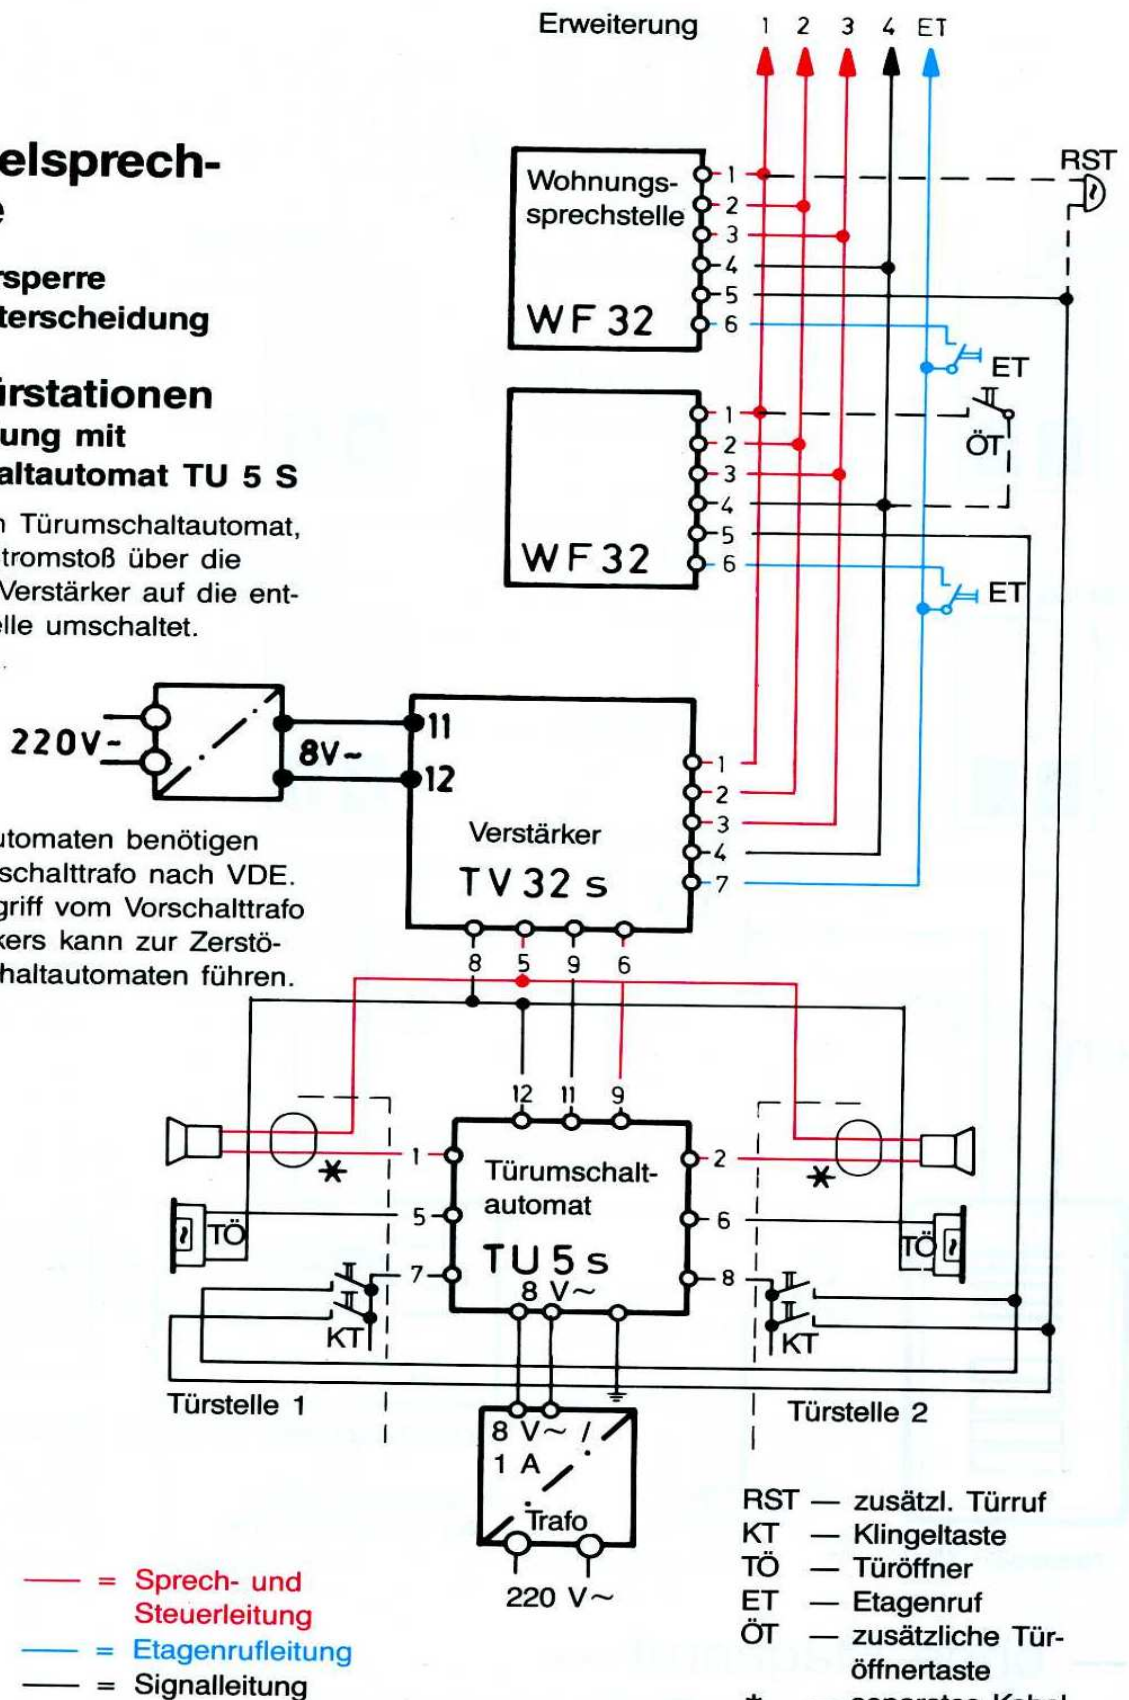 Erweiterung 1 2 3 4 ET
elsprech-
e
RST
Wohnungs-
sprechstelle
WF 32
1
2
3
4
5
6
rsperre
terscheidung
ET
ÖT
ürstationen
ung mit
altautomat TU 5 S
n Türumschaltautomat,
tromstoß über die
Verstärker auf die ent-
elle umschaltet.
WF 32
1
2
3
4
5
6
ET
220V~
8V~
11
12
Verstärker
TV 32 s
1
2
3
4
7
8 5 9 6
utomaten benötigen
schalttrafo nach VDE.
griff vom Vorschalttrafo
kers kann zur Zerstö-
haltautomaten führen.
12 11 9
Türumschalt-
automat
TU 5 s
8 V~
1
5
7
2
6
8
*
*
TÖ
TÖ
KT
KT
Türstelle 1
Türstelle 2
8 V~ /
1 A
Trafo
220 V~
RST — zusätzl. Türruf
KT — Klingeltaste
TÖ — Türöffner
ET — Etagenruf
ÖT — zusätzliche Tür-
öffnertaste
* — separates Kabel
= Sprech- und
Steuerleitung
= Etagenrufleitung
= Signalleitung